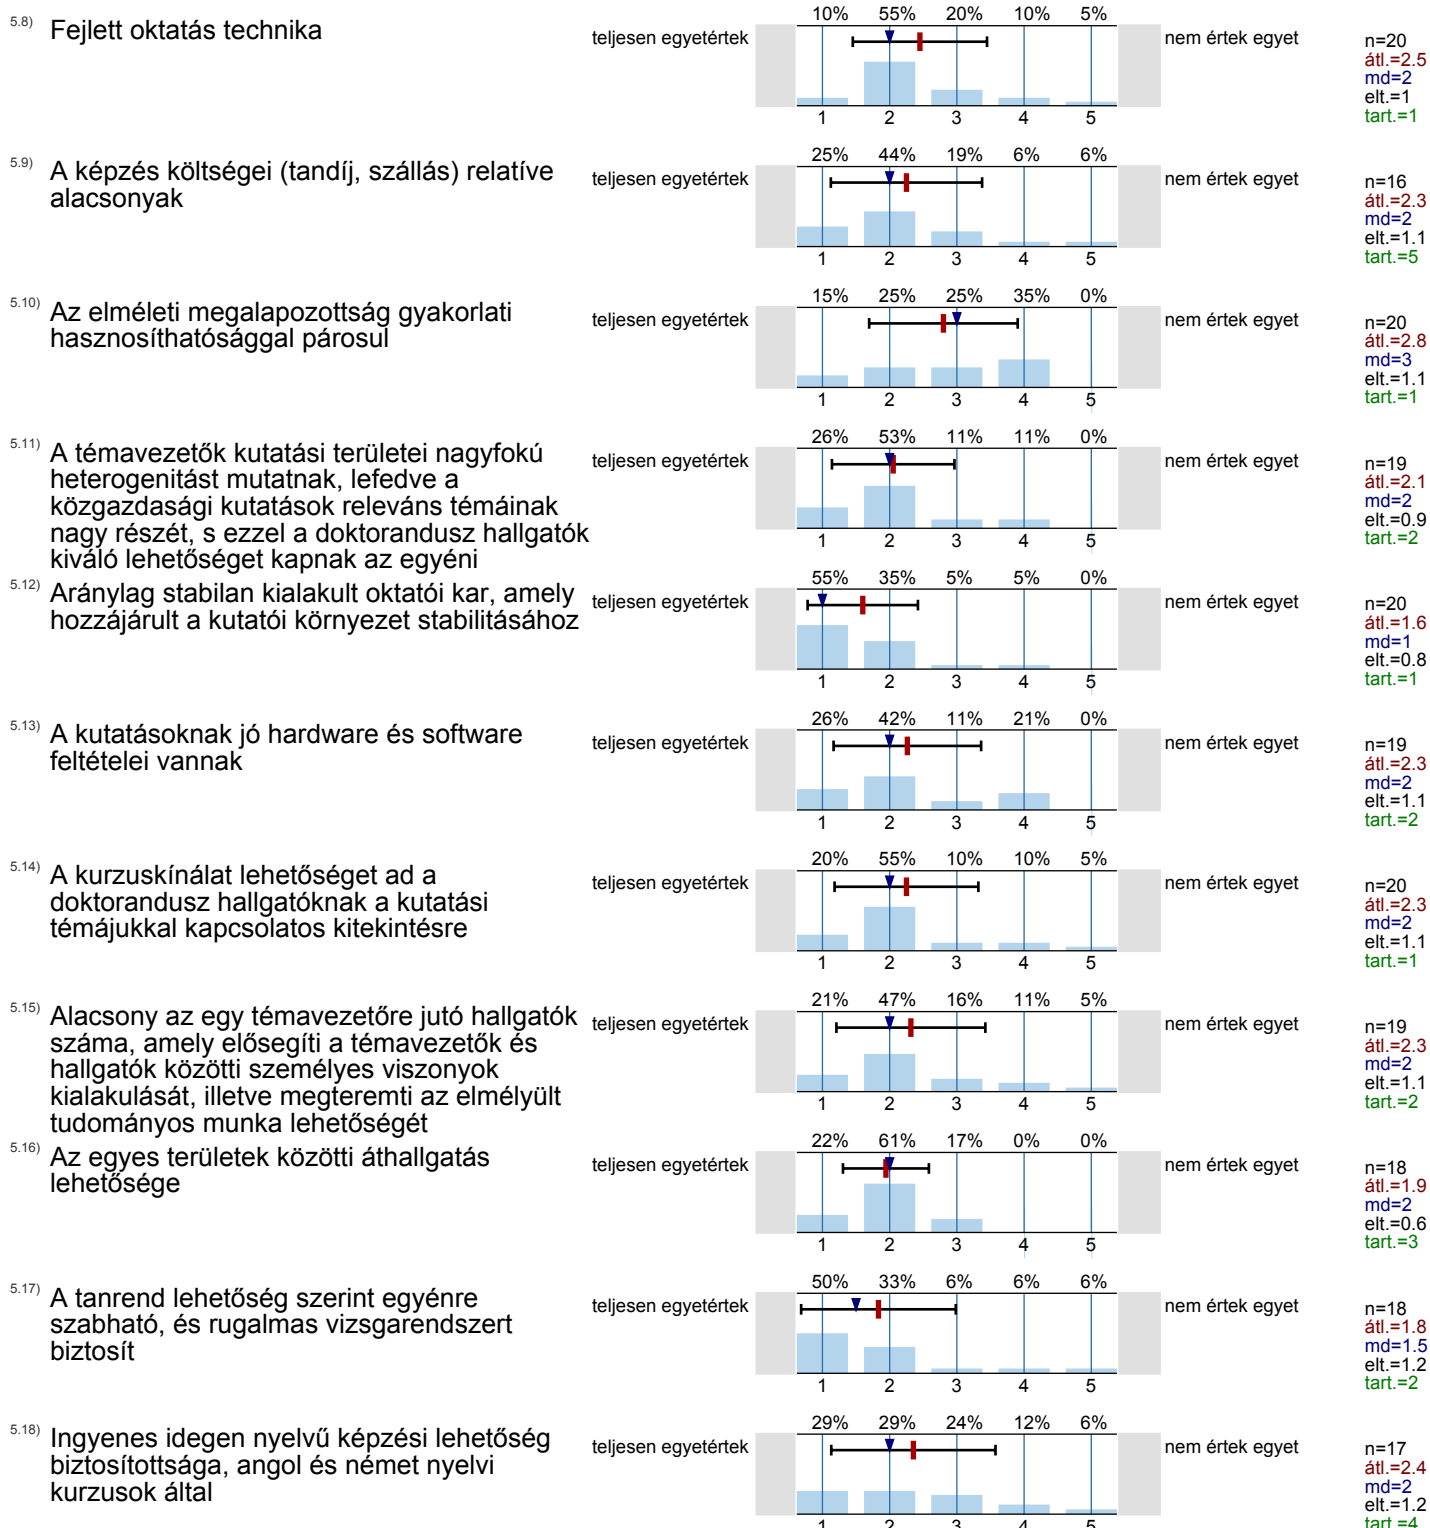 5.8) Fejlett oktatás technika
teljesen egyetértek
10% 55% 20% 10% 5%
1 2 3 4 5
nem értek egyet
n=20
átl.=2.5
md=2
elt.=1
tart.=1
5.9) A képzés költségei (tandíj, szállás) relatíve
alacsonyak
teljesen egyetértek
25% 44% 19% 6% 6%
1 2 3 4 5
nem értek egyet
n=16
átl.=2.3
md=2
elt.=1.1
tart.=5
5.10) Az elméleti megalapozottság gyakorlati
hasznosíthatósággal párosul
teljesen egyetértek
15% 25% 25% 35% 0%
1 2 3 4 5
nem értek egyet
n=20
átl.=2.8
md=3
elt.=1.1
tart.=1
5.11) A témavezetők kutatási területei nagyfokú
heterogenitást mutatnak, lefedve a
közgazdasági kutatások releváns témáinak
nagy részét, s ezzel a doktorandusz hallgatók
kiváló lehetőséget kapnak az egyéni
teljesen egyetértek
26% 53% 11% 11% 0%
1 2 3 4 5
nem értek egyet
n=19
átl.=2.1
md=2
elt.=0.9
tart.=2
5.12) Aránylag stabilan kialakult oktatói kar, amely
hozzájárult a kutatói környezet stabilitásához
teljesen egyetértek
55% 35% 5% 5% 0%
1 2 3 4 5
nem értek egyet
n=20
átl.=1.6
md=1
elt.=0.8
tart.=1
5.13) A kutatásoknak jó hardware és software
feltételei vannak
teljesen egyetértek
26% 42% 11% 21% 0%
1 2 3 4 5
nem értek egyet
n=19
átl.=2.3
md=2
elt.=1.1
tart.=2
5.14) A kurzuskínálat lehetőséget ad a
doktorandusz hallgatóknak a kutatási
témájukkal kapcsolatos kitekintésre
teljesen egyetértek
20% 55% 10% 10% 5%
1 2 3 4 5
nem értek egyet
n=20
átl.=2.3
md=2
elt.=1.1
tart.=1
5.15) Alacsony az egy témavezetőre jutó hallgatók
száma, amely elősegíti a témavezetők és
hallgatók közötti személyes viszonyok
kialakulását, illetve megteremti az elmélyült
tudományos munka lehetőségét
teljesen egyetértek
21% 47% 16% 11% 5%
1 2 3 4 5
nem értek egyet
n=19
átl.=2.3
md=2
elt.=1.1
tart.=2
5.16) Az egyes területek közötti áthallgatás
lehetősége
teljesen egyetértek
22% 61% 17% 0% 0%
1 2 3 4 5
nem értek egyet
n=18
átl.=1.9
md=2
elt.=0.6
tart.=3
5.17) A tanrend lehetőség szerint egyénre
szabható, és rugalmas vizsgarendszert
biztosít
teljesen egyetértek
50% 33% 6% 6% 6%
1 2 3 4 5
nem értek egyet
n=18
átl.=1.8
md=1.5
elt.=1.2
tart.=2
5.18) Ingyenes idegen nyelvű képzési lehetőség
biztosítottsága, angol és német nyelvi
kurzusok által
teljesen egyetértek
29% 29% 24% 12% 6%
1 2 3 4 5
nem értek egyet
n=17
átl.=2.4
md=2
elt.=1.2
tart.=4